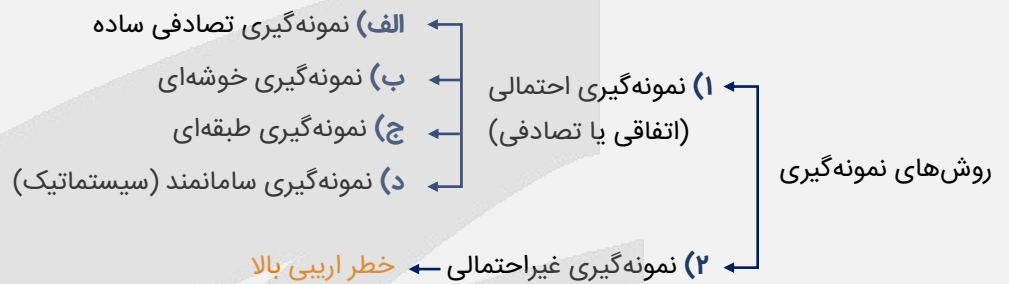 روش‌های نمونه‌گیری
۱) نمونه‌گیری احتمالی
(اتفاقی یا تصادفی)
الف) نمونه‌گیری تصادفی ساده
ب) نمونه‌گیری خوشه‌ای
ج) نمونه‌گیری طبقه‌ای
د) نمونه‌گیری سامانمند (سیستماتیک)
۲) نمونه‌گیری غیراحتمالی ← خطر اریبی بالا